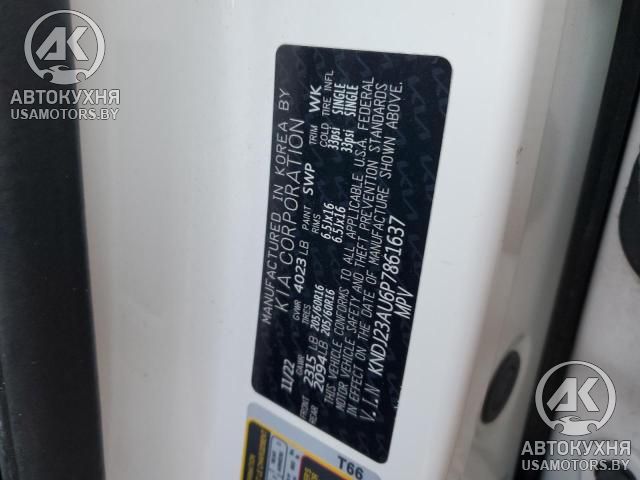 АВТОКУХНЯ
USAMOTORS.BY
MANUFACTURED IN KOREA BY
KIA CORPORATION
11/22 GVWR 4023 LB PAINT SWP TRIM WK
FRONT GAWR TIRES RIMS COLD TIRE INFL
2315 LB 205/60R16 6.5Jx16 33psi SINGLE
REAR 2094 LB 205/60R16 6.5Jx16 33psi SINGLE
THIS VEHICLE CONFORMS TO ALL APPLICABLE U.S.A. FEDERAL
MOTOR VEHICLE SAFETY AND THEFT PREVENTION STANDARDS
IN EFFECT ON THE DATE OF MANUFACTURE SHOWN ABOVE.
V.I.N KNDJ23AU6P7861637
MPV
T66
АВТОКУХНЯ
USAMOTORS.BY